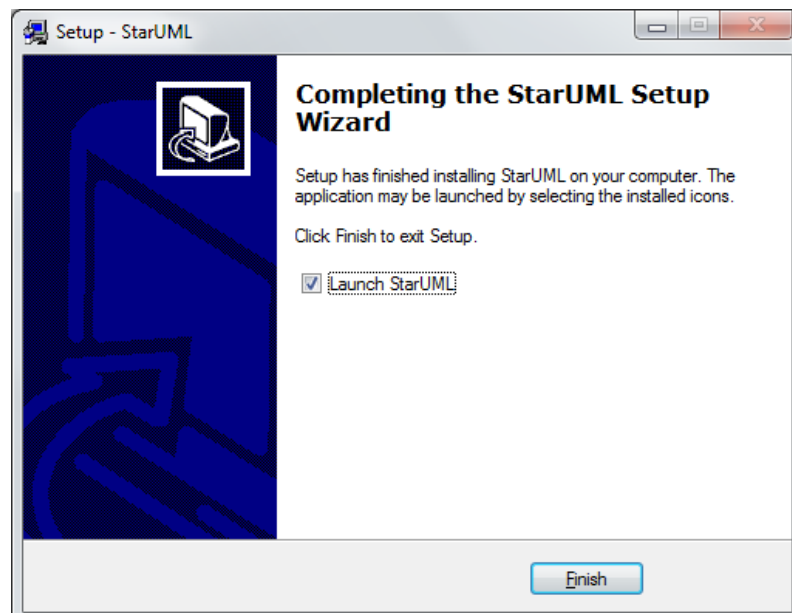 Setup - StarUML
Completing the StarUML Setup
Wizard
Setup has finished installing StarUML on your computer. The
application may be launched by selecting the installed icons.
Click Finish to exit Setup.
Launch StarUML
Finish